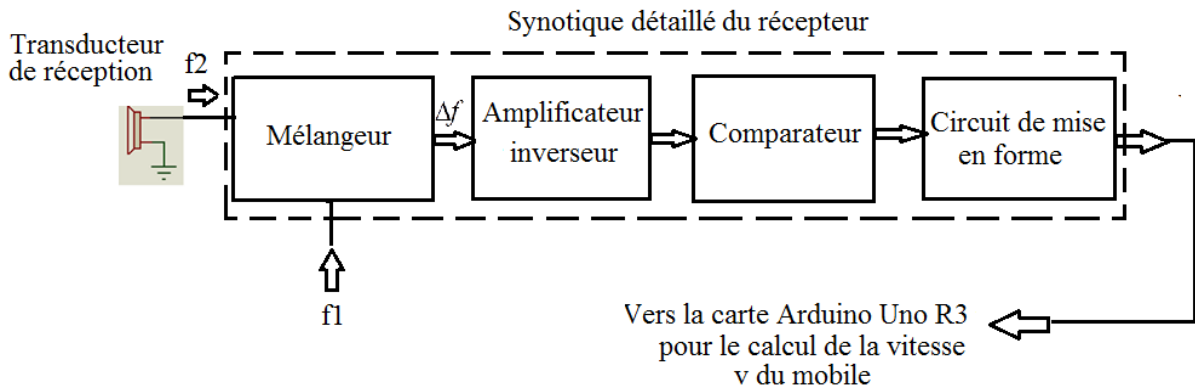 Synotique détaillé du récepteur
Transducteur
de réception
f2
Mélangeur
Δf
Amplificateur
inverseur
Comparateur
Circuit de mise
en forme
f1
Vers la carte Arduino Uno R3
pour le calcul de la vitesse
v du mobile